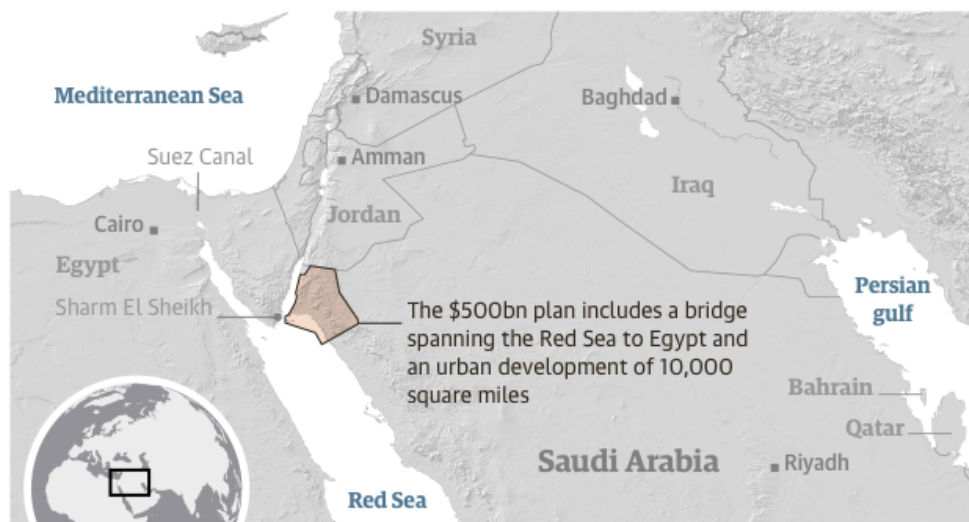 Syria
Mediterranean Sea
Damascus
Baghdad
Suez Canal
Amman
Iraq
Cairo
Jordan
Egypt
Sharm El Sheikh
The $500bn plan includes a bridge
spanning the Red Sea to Egypt and
an urban development of 10,000
square miles
Persian
gulf
Bahrain
Qatar
Saudi Arabia
Riyadh
Red Sea